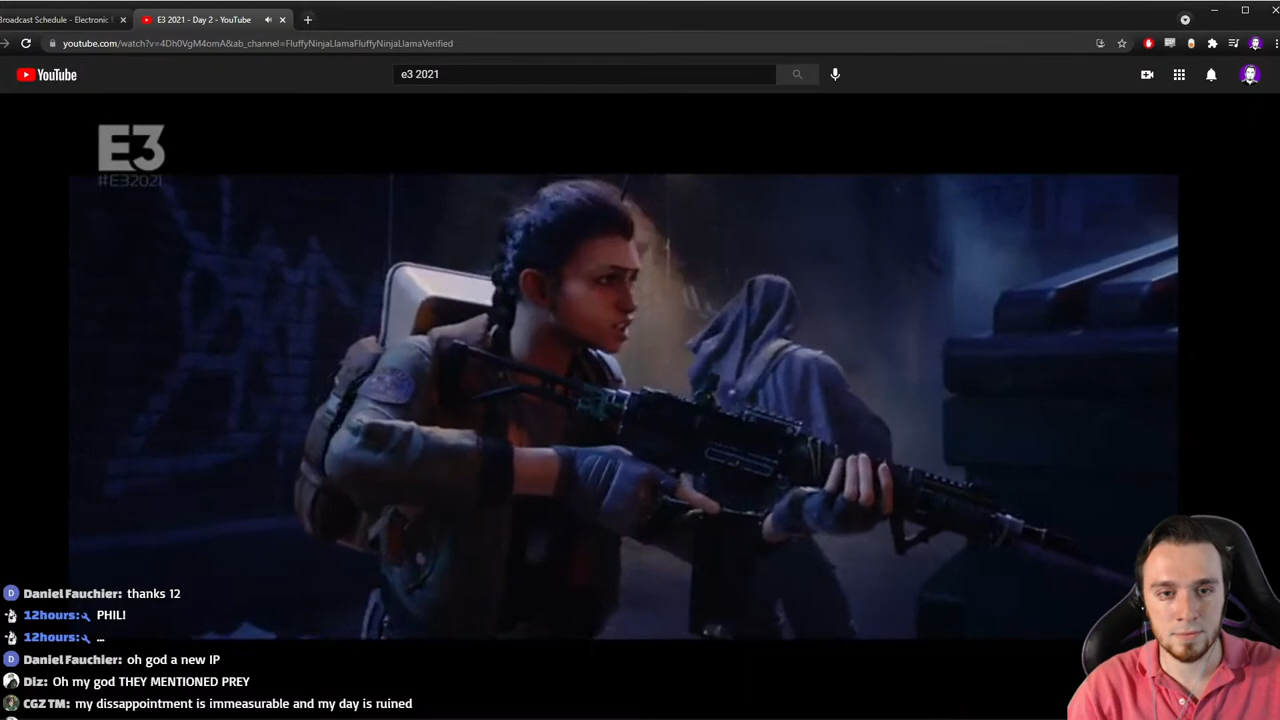 Broadcast Schedule - Electronic E
E3 2021 - Day 2 - YouTube
youtube.com/watch?v=4Dh0VgM4omA&ab_channel=FluffyNinjaLlamaFluffyNinjaLlamaVerified
YouTube
e3 2021
E3
#E32021
D Daniel Fauchier: thanks 12
12hours: PHIL!
12hours: ...
D Daniel Fauchier: oh god a new IP
Diz: Oh my god THEY MENTIONED PREY
CGZ TM: my dissappointment is immeasurable and my day is ruined